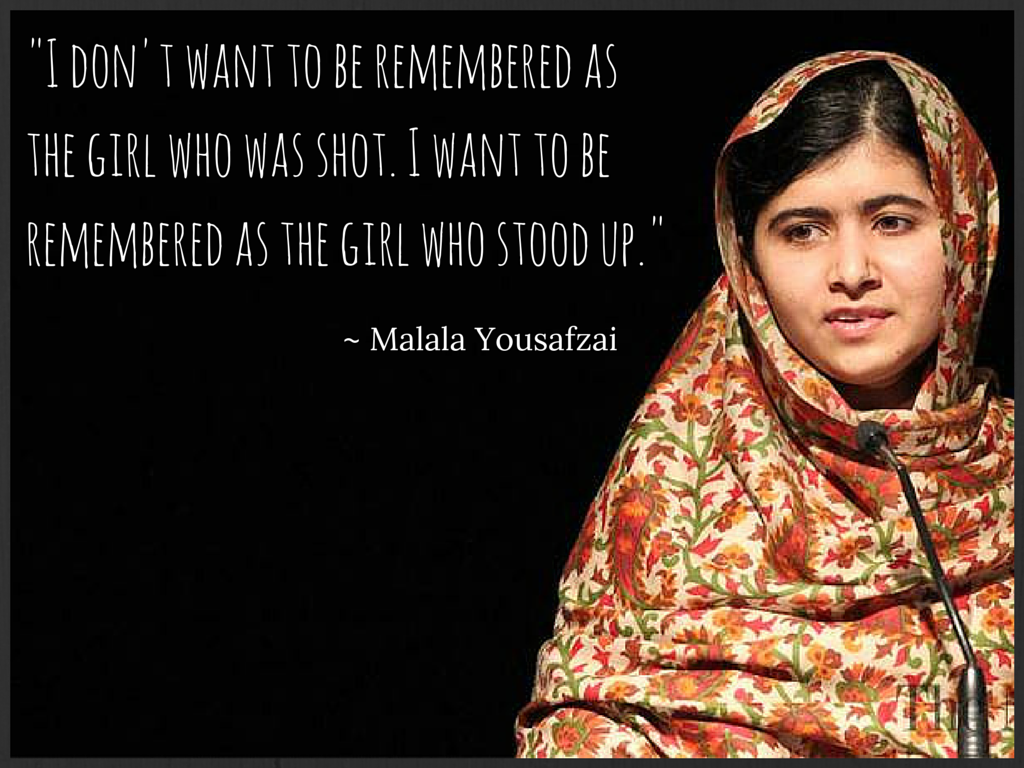 "I DON'T WANT TO BE REMEMBERED AS
THE GIRL WHO WAS SHOT. I WANT TO BE
REMEMBERED AS THE GIRL WHO STOOD UP."
~ Malala Yousafzai